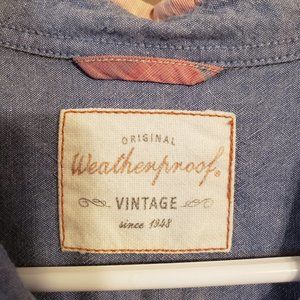 ORIGINAL
Weatherproof®
VINTAGE
since 1948